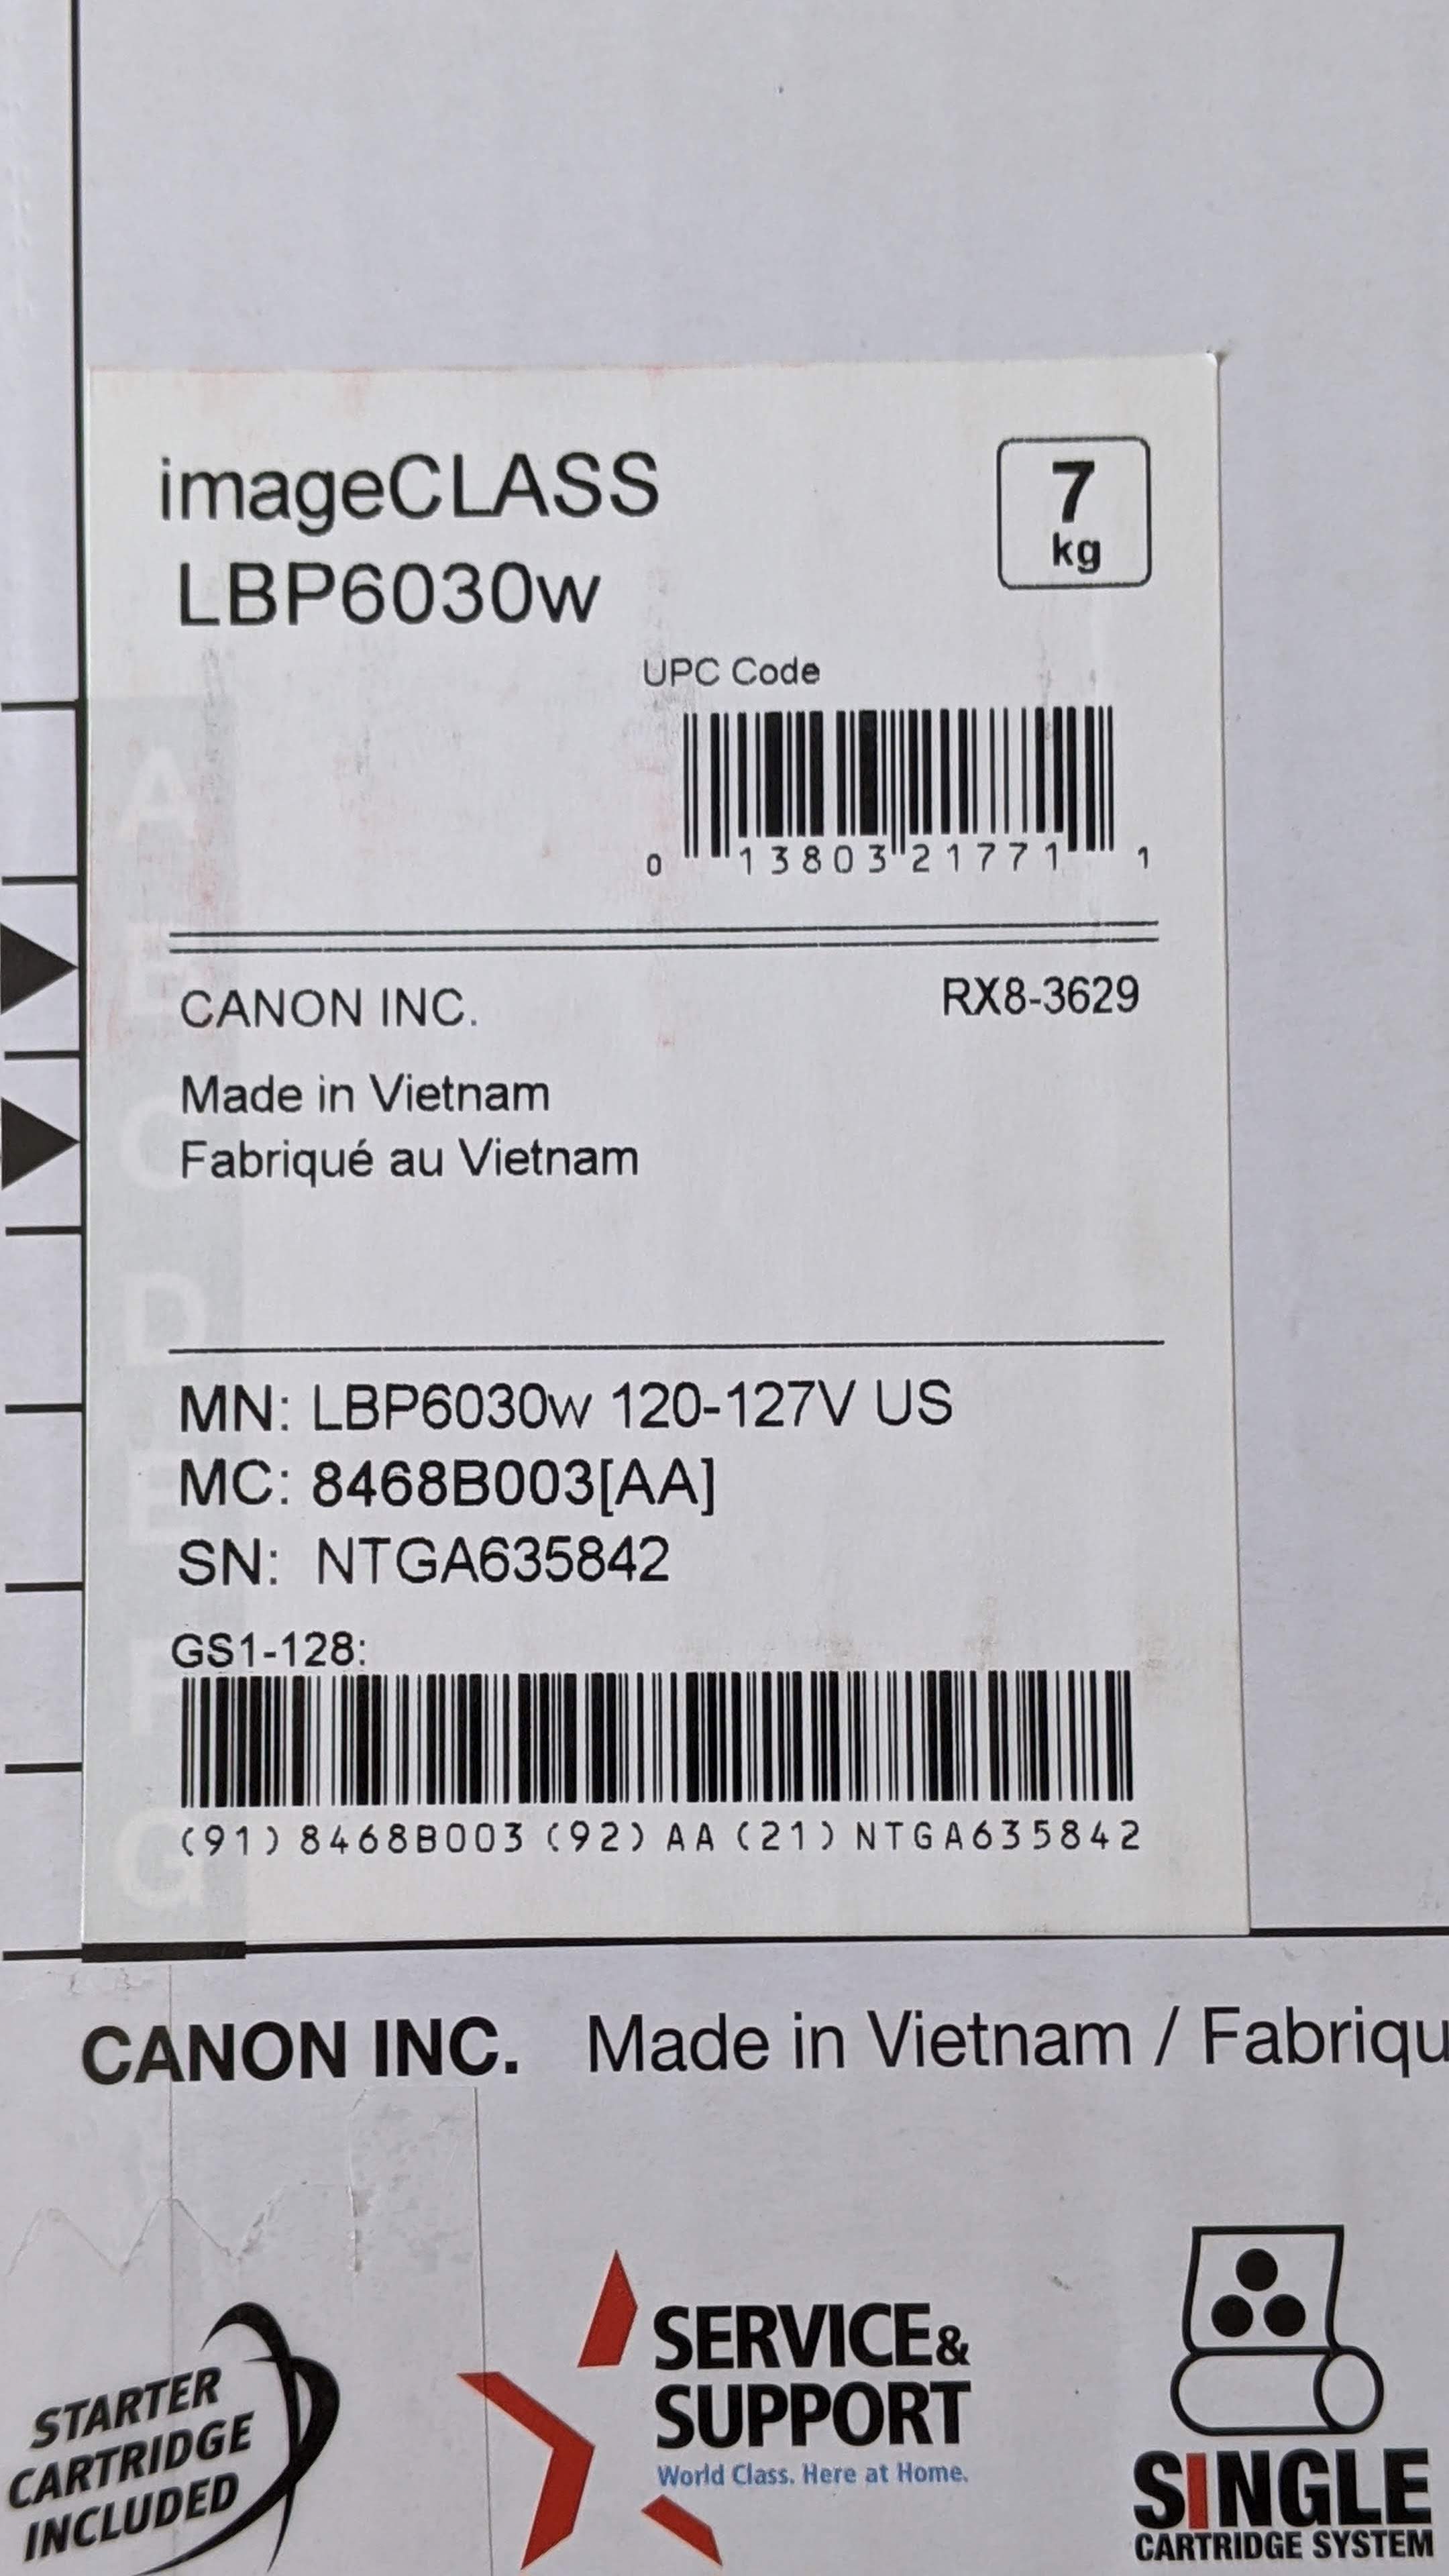 imageCLASS
LBP6030w
7
kg
UPC Code
0 13803 21771 1
CANON INC.
RX8-3629
Made in Vietnam
Fabriqué au Vietnam
MN: LBP6030w 120-127V US
MC: 8468B003[AA]
SN: NTGA635842
GS1-128:
(91)8468B003(92)AA(21)NTGA635842
A
B
C
D
E
F
G
CANON INC. Made in Vietnam / Fabriqu
STARTER
CARTRIDGE
INCLUDED
SERVICE&
SUPPORT
World Class. Here at Home.
SINGLE
CARTRIDGE SYSTEM